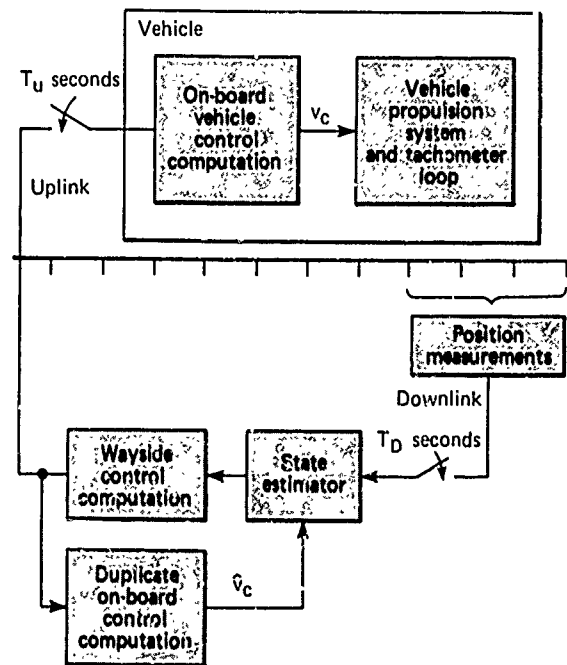 Vehicle
T_U seconds
On-board
vehicle
control
computation
v_c
Vehicle
propulsion
system
and tachometer
loop
Uplink
Position
measurements
Downlink
T_D seconds
Wayside
control
computation
State
estimator
Duplicate
on-board
control
computation
v̂_c